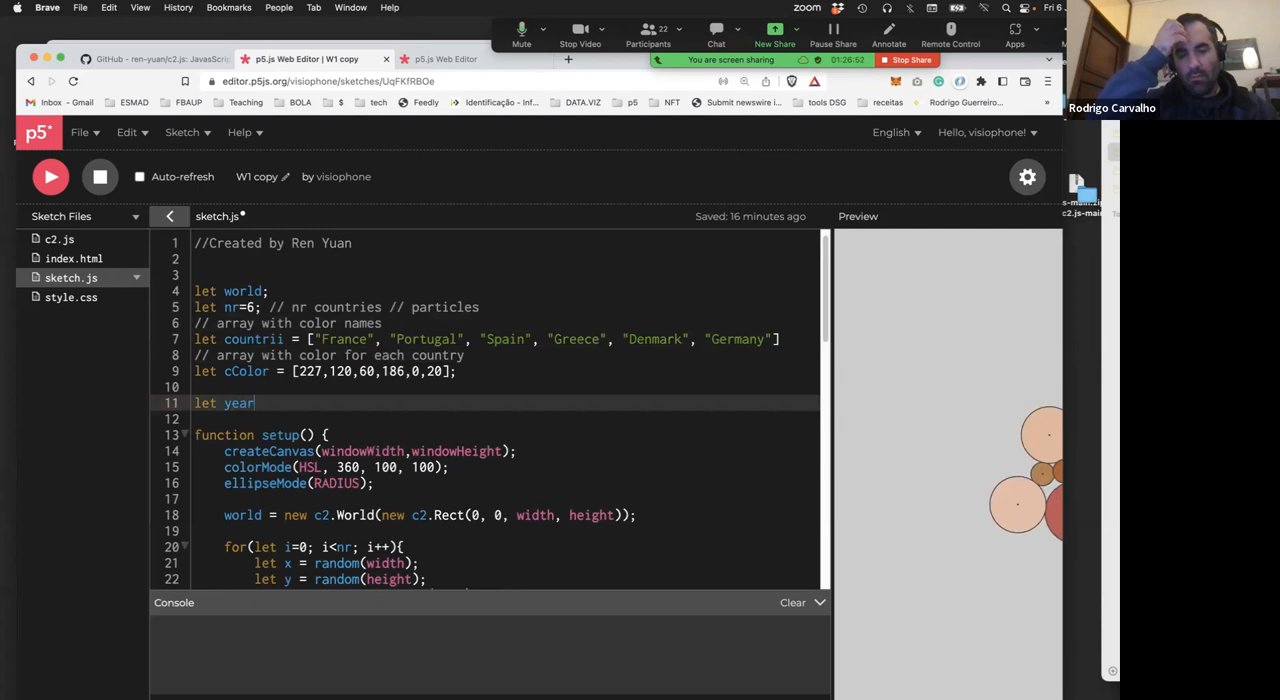 Brave File Edit View History Bookmarks People Tab Window Help
zoom
Fri 6
Mute Stop Video Participants 22 Chat New Share Pause Share Annotate Remote Control Apps
You are screen sharing 01:26:52 Stop Share
GitHub - ren-yuan/c2.js: JavaScri
p5.js Web Editor | W1 copy
p5.js Web Editor
editor.p5js.org/visiophone/sketches/UqFKfRBOe
Inbox - Gmail ESMAD FBAUP Teaching BOLA $ tech Feedly Identificação - Inf... DATA.VIZ p5 NFT Submit newswire i... tools DSG receitas Rodrigo Guerreiro...
Rodrigo Carvalho
p5* File Edit Sketch Help English Hello, visiophone!
Auto-refresh W1 copy by visiophone
Sketch Files
sketch.js
Saved: 16 minutes ago
Preview
c2.js
index.html
sketch.js
style.css
1 //Created by Ren Yuan
2
3
4 let world;
5 let nr=6; // nr countries // particles
6 // array with color names
7 let countrii = ["France", "Portugal", "Spain", "Greece", "Denmark", "Germany"]
8 // array with color for each country
9 let cColor = [227,120,60,186,0,20];
10
11 let year
12
13 function setup() {
14 createCanvas(windowWidth,windowHeight);
15 colorMode(HSL, 360, 100, 100);
16 ellipseMode(RADIUS);
17
18 world = new c2.World(new c2.Rect(0, 0, width, height));
19
20 for(let i=0; i<nr; i++){
21 let x = random(width);
22 let y = random(height);
Console
Clear
s-main.zip
c2.js-main